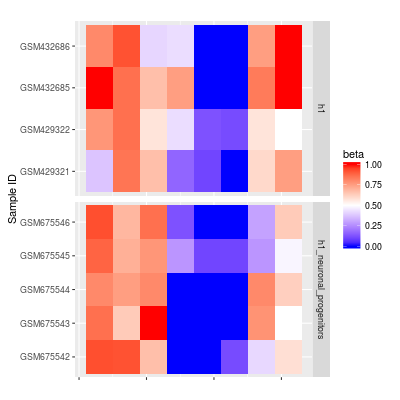 GSM432686
GSM432685
GSM429322
GSM429321
h1
GSM675546
GSM675545
GSM675544
GSM675543
GSM675542
h1_neuronal_progenitors
Sample ID
beta
1.00
0.75
0.50
0.25
0.00